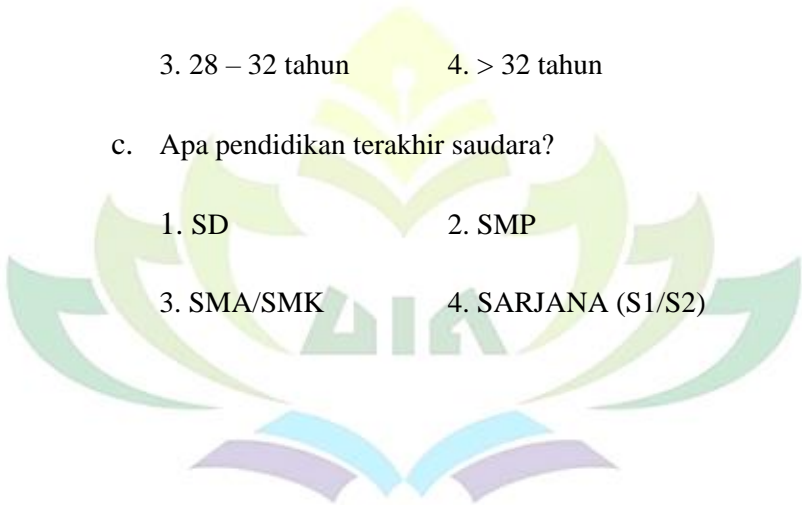 3. 28 – 32 tahun 4. > 32 tahun
c. Apa pendidikan terakhir saudara?
1. SD 2. SMP
3. SMA/SMK 4. SARJANA (S1/S2)